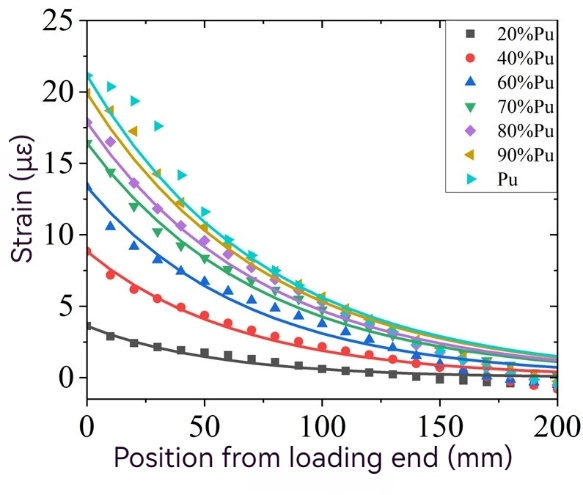 25
20
15
10
5
0
Strain (με)
20%Pu
40%Pu
60%Pu
70%Pu
80%Pu
90%Pu
Pu
0 50 100 150 200
Position from loading end (mm)